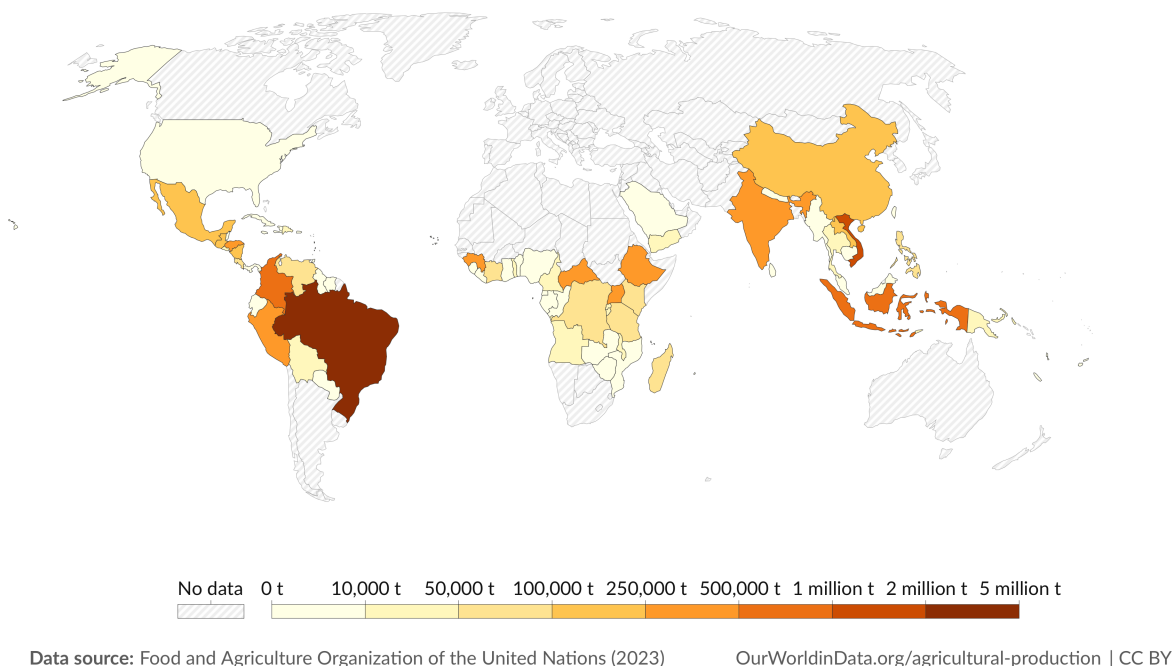 No data 0 t 10,000 t 50,000 t 100,000 t 250,000 t 500,000 t 1 million t 2 million t 5 million t
Data source: Food and Agriculture Organization of the United Nations (2023) OurWorldinData.org/agricultural-production | CC BY